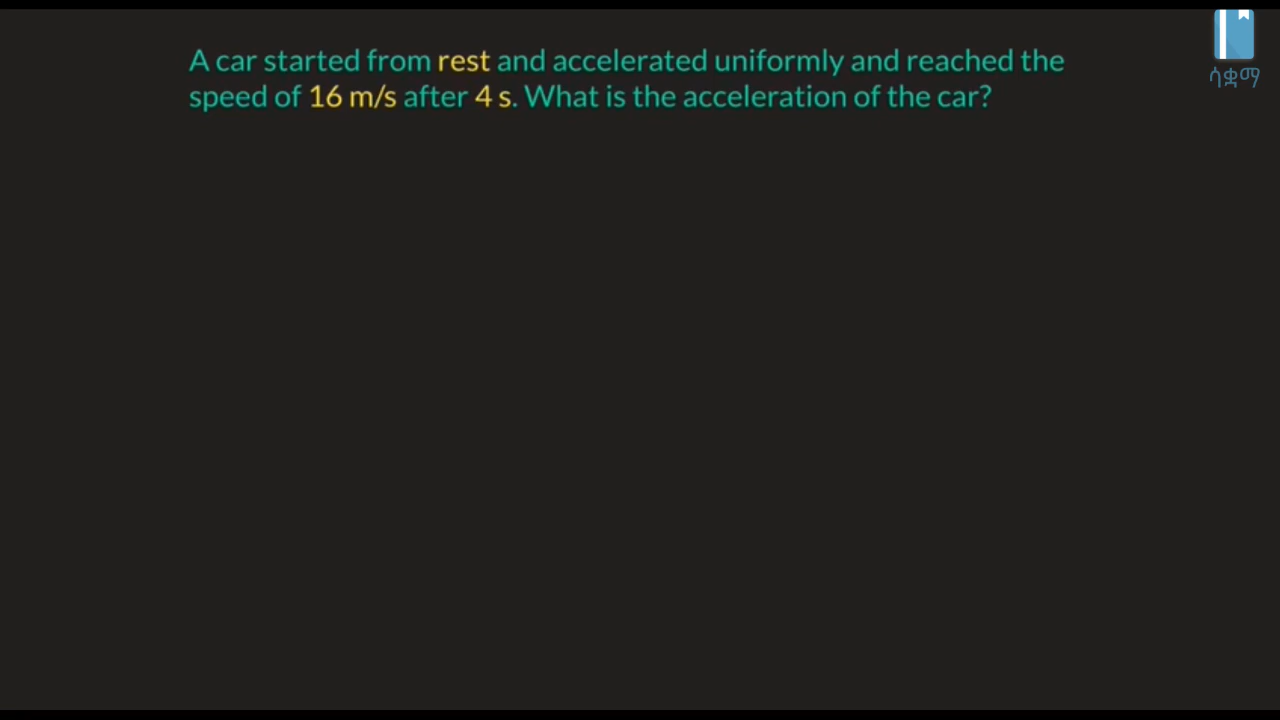 A car started from rest and accelerated uniformly and reached the
speed of 16 m/s after 4 s. What is the acceleration of the car?
ሳቋማ